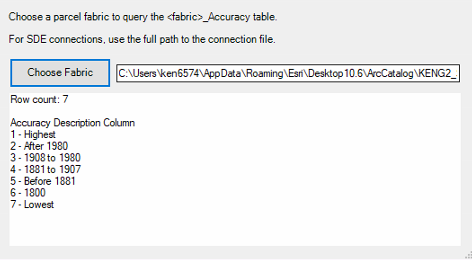 Choose a parcel fabric to query the <fabric>_Accuracy table.
For SDE connections, use the full path to the connection file.
Choose Fabric
C:\Users\ken6574\AppData\Roaming\Esri\Desktop10.6\ArcCatalog\KENG2_
Row count: 7
Accuracy Description Column
1 - Highest
2 - After 1980
3 - 1908 to 1980
4 - 1881 to 1907
5 - Before 1881
6 - 1800
7 - Lowest